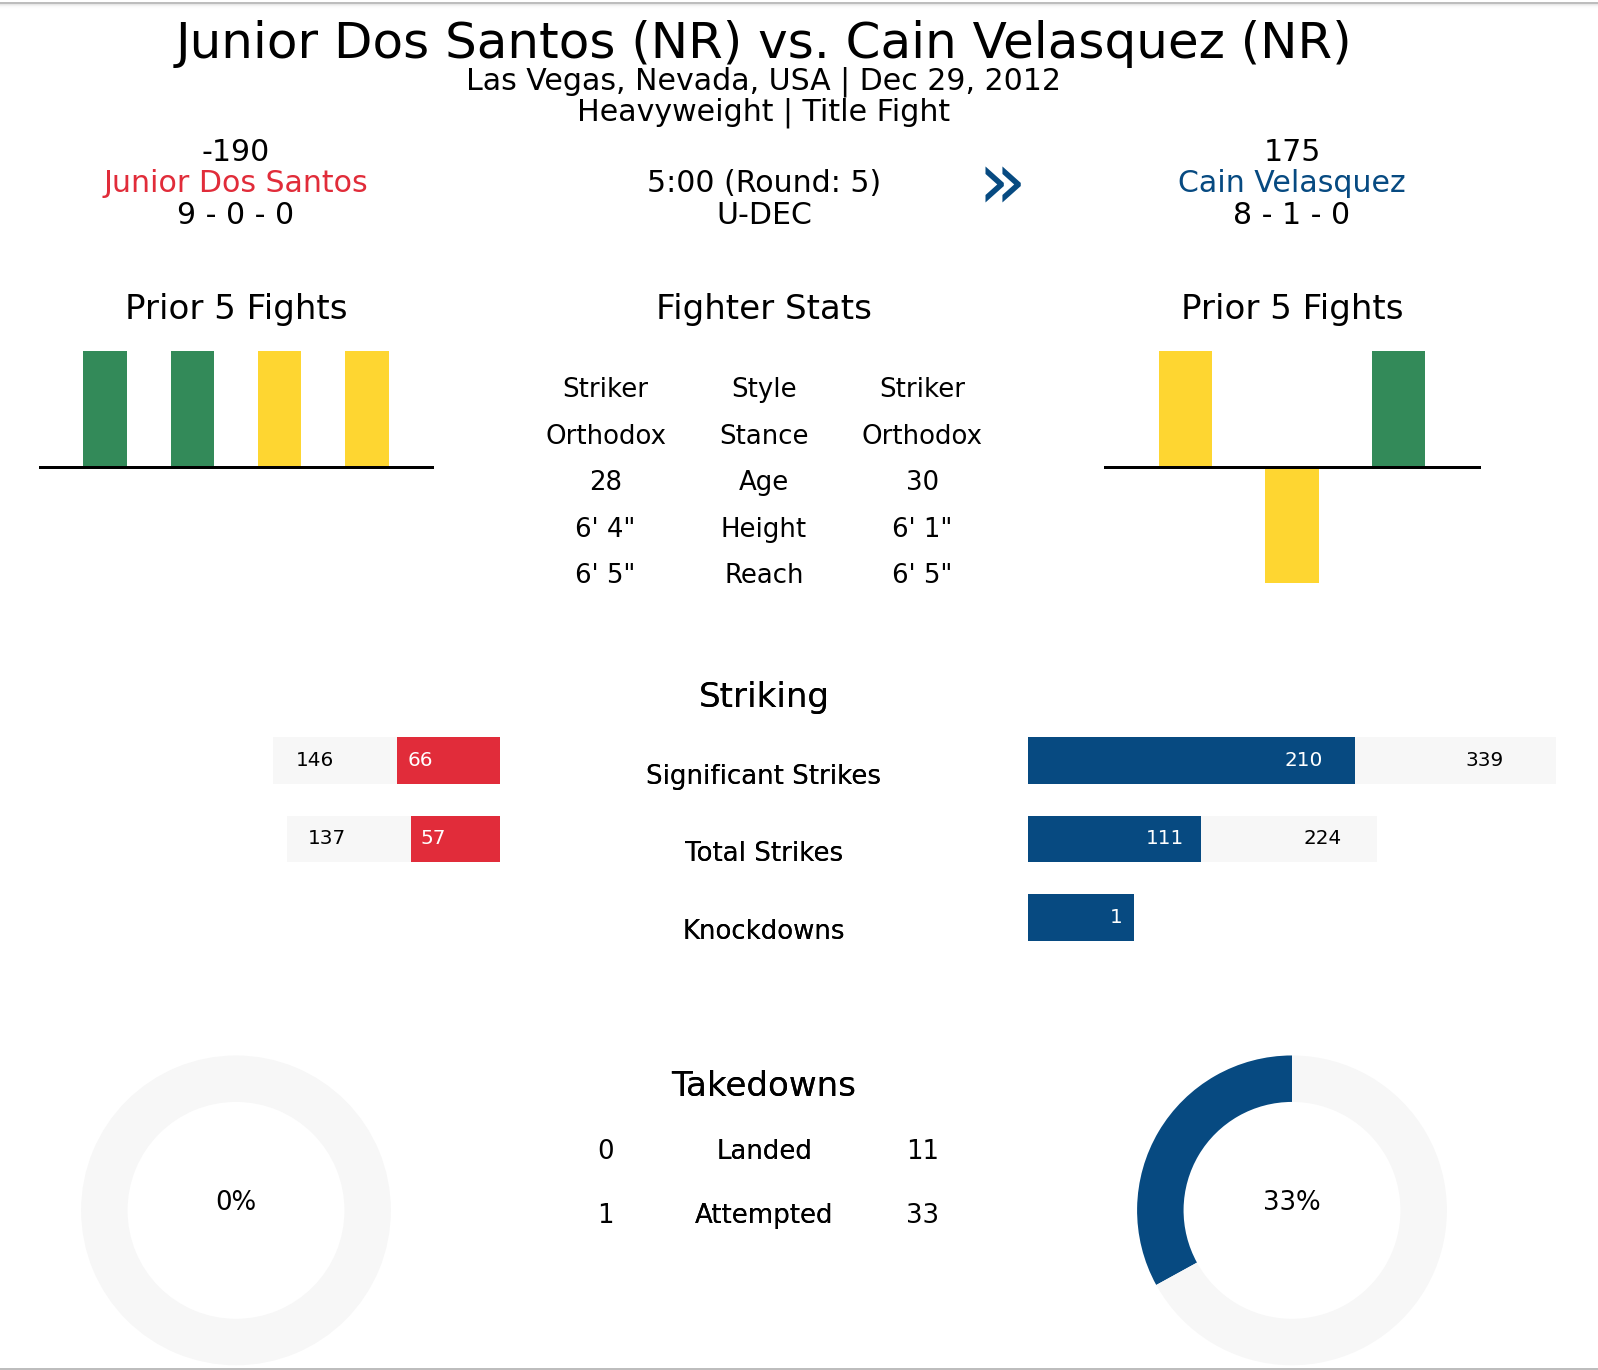 Junior Dos Santos (NR) vs. Cain Velasquez (NR)
Las Vegas, Nevada, USA | Dec 29, 2012
Heavyweight | Title Fight
-190
Junior Dos Santos
9 - 0 - 0
5:00 (Round: 5)
U-DEC
»
175
Cain Velasquez
8 - 1 - 0
Prior 5 Fights
Fighter Stats
Prior 5 Fights
Striker Style Striker
Orthodox Stance Orthodox
28 Age 30
6' 4" Height 6' 1"
6' 5" Reach 6' 5"
Striking
146 66 Significant Strikes 210 339
137 57 Total Strikes 111 224
Knockdowns 1
Takedowns
0 Landed 11
1 Attempted 33
0%
33%